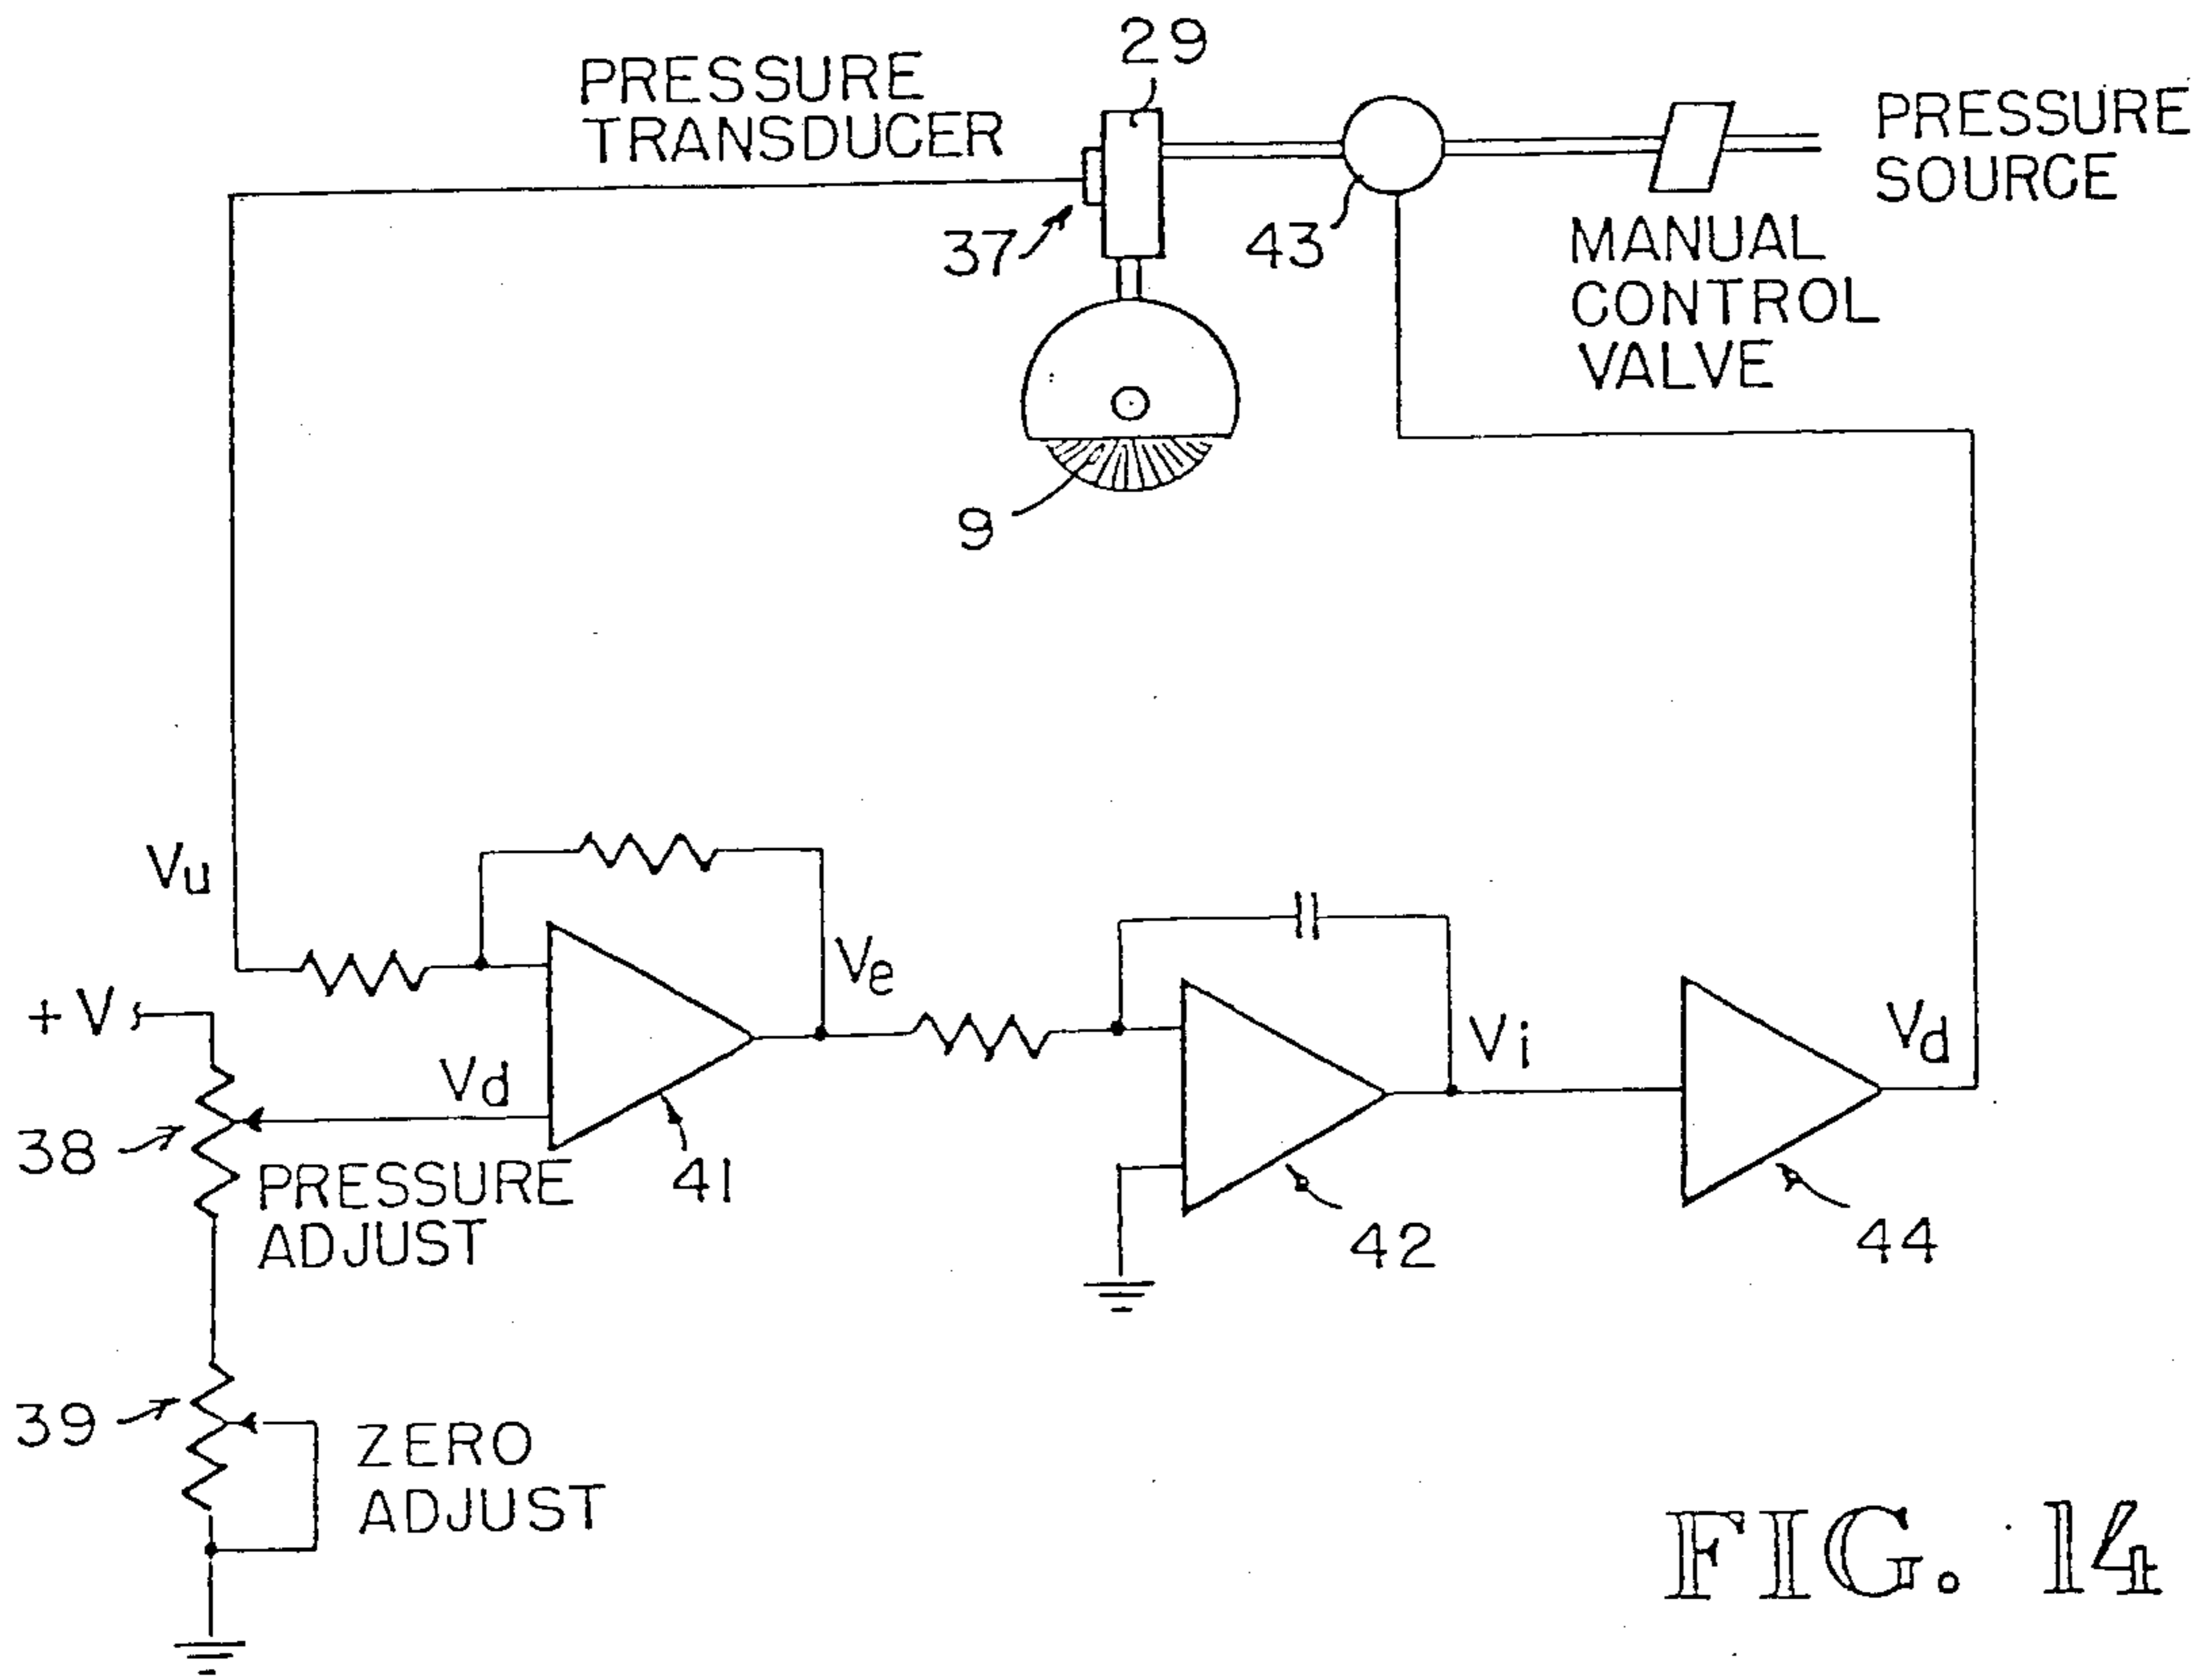 29
PRESSURE
TRANSDUCER
PRESSURE
SOURCE
37
43
MANUAL
CONTROL
VALVE
9
Vu
Ve
+V
Vd
Vi
Vd
38
PRESSURE
ADJUST
41
42
44
39
ZERO
ADJUST
FIG. 14